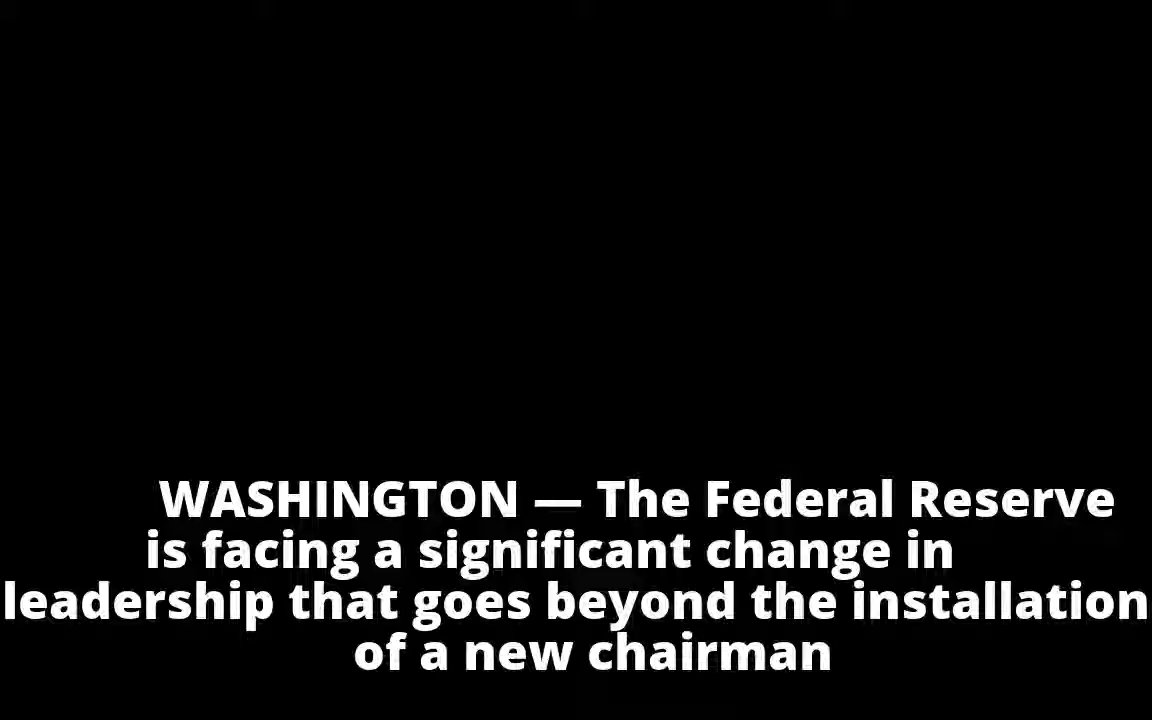 WASHINGTON — The Federal Reserve
is facing a significant change in
leadership that goes beyond the installation
of a new chairman